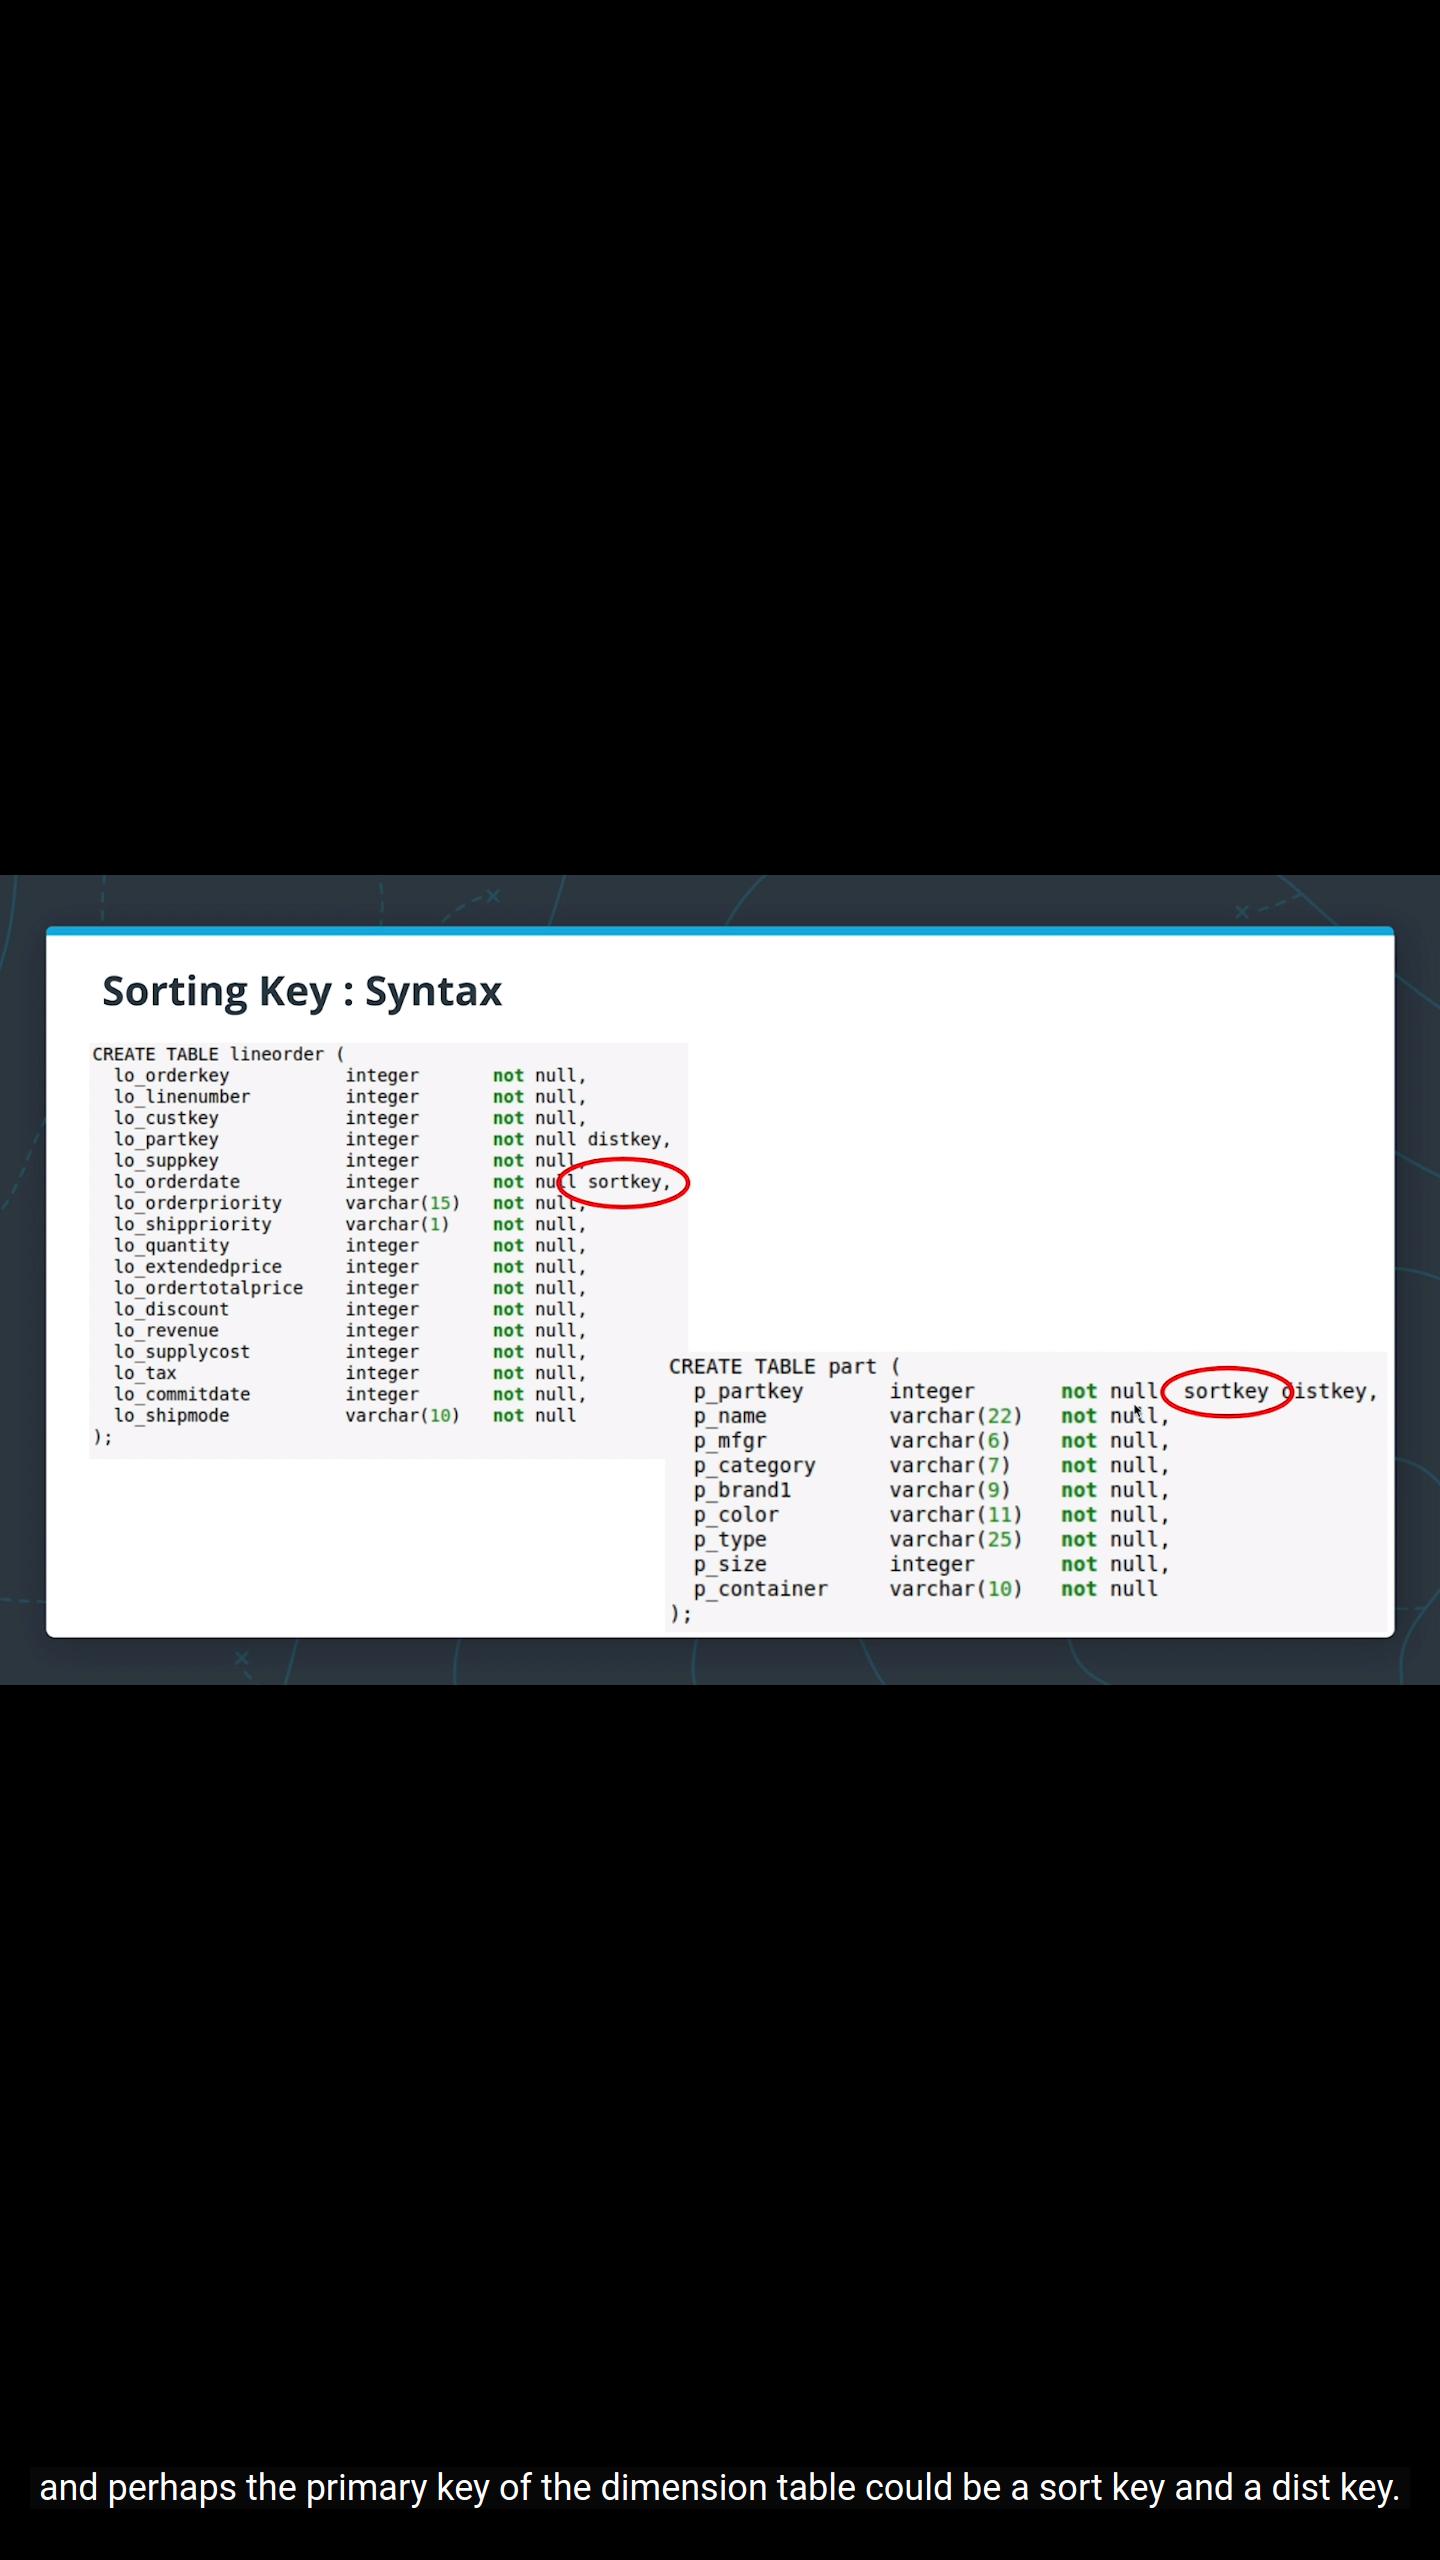 Sorting Key : Syntax
CREATE TABLE lineorder (
lo_orderkey integer not null,
lo_linenumber integer not null,
lo_custkey integer not null,
lo_partkey integer not null distkey,
lo_suppkey integer not null,
lo_orderdate integer not null sortkey,
lo_orderpriority varchar(15) not null,
lo_shippriority varchar(1) not null,
lo_quantity integer not null,
lo_extendedprice integer not null,
lo_ordertotalprice integer not null,
lo_discount integer not null,
lo_revenue integer not null,
lo_supplycost integer not null,
lo_tax integer not null,
lo_commitdate integer not null,
lo_shipmode varchar(10) not null
);
CREATE TABLE part (
p_partkey integer not null sortkey distkey,
p_name varchar(22) not null,
p_mfgr varchar(6) not null,
p_category varchar(7) not null,
p_brand1 varchar(9) not null,
p_color varchar(11) not null,
p_type varchar(25) not null,
p_size integer not null,
p_container varchar(10) not null
);
and perhaps the primary key of the dimension table could be a sort key and a dist key.